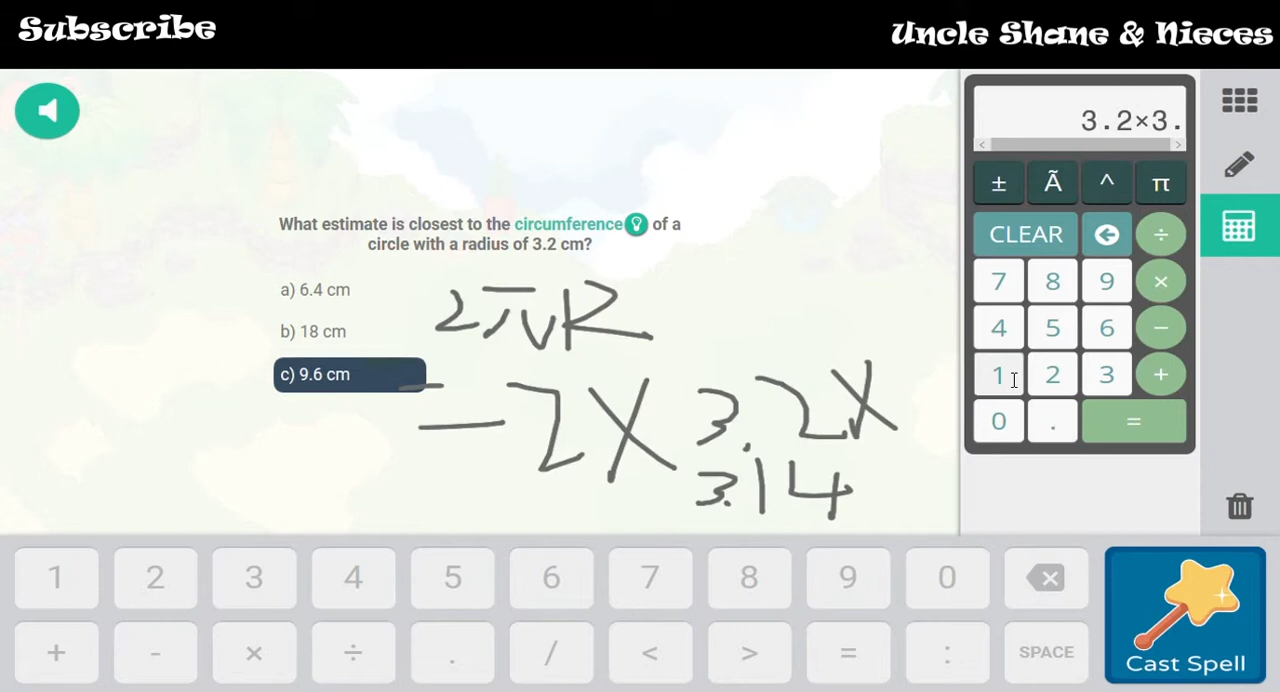 Subscribe
Uncle Shane & Nieces
3.2×3.
± Ã ^ π
CLEAR ÷
7 8 9 ×
4 5 6 −
1 2 3 +
0 . =
What estimate is closest to the circumference of a
circle with a radius of 3.2 cm?
a) 6.4 cm
b) 18 cm
c) 9.6 cm
2πR
= 2 X 3.2 X
3.14
1 2 3 4 5 6 7 8 9 0
+ - × ÷ . / < > = : SPACE
Cast Spell